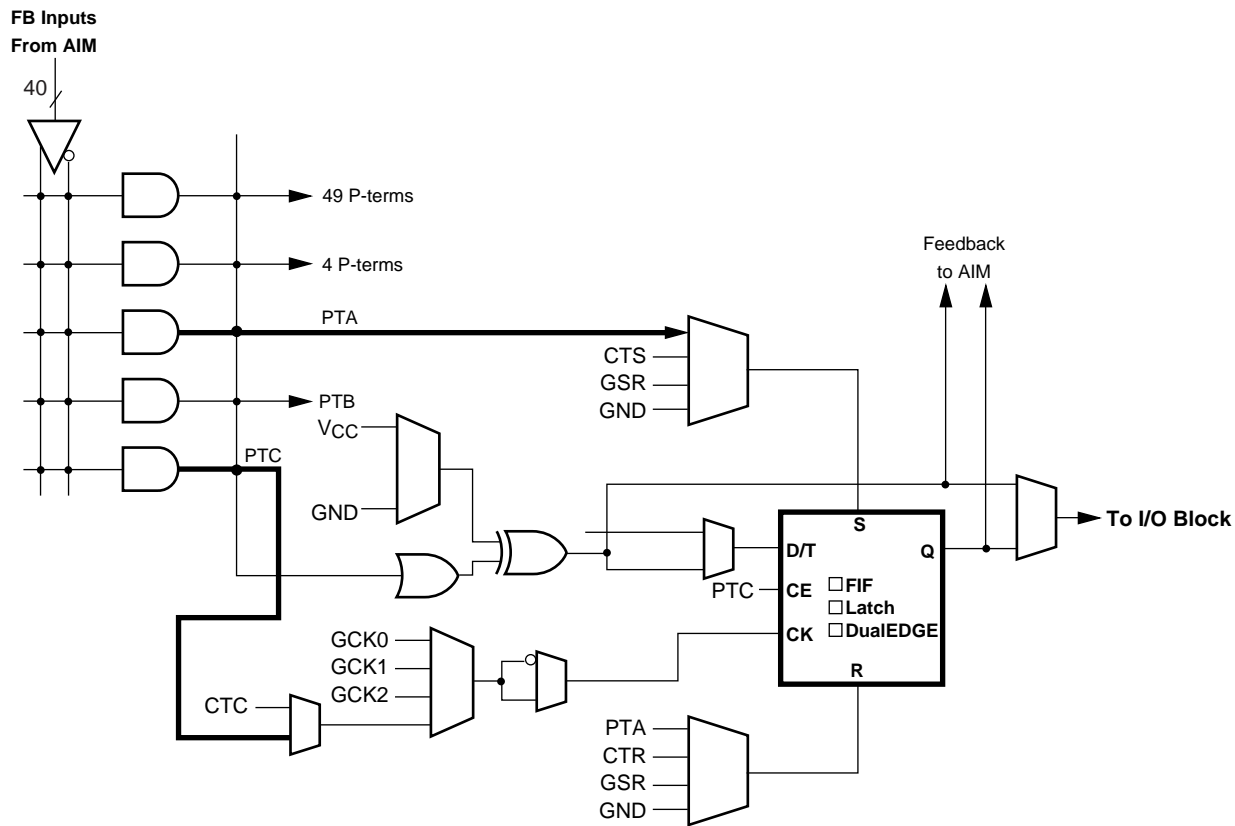 FB Inputs
From AIM
40
49 P-terms
4 P-terms
PTA
PTB
PTC
Feedback
to AIM
CTS
GSR
GND
VCC
GND
To I/O Block
S
D/T
Q
PTC
CE
FIF
Latch
CK
DualEDGE
R
GCK0
GCK1
GCK2
CTC
PTA
CTR
GSR
GND